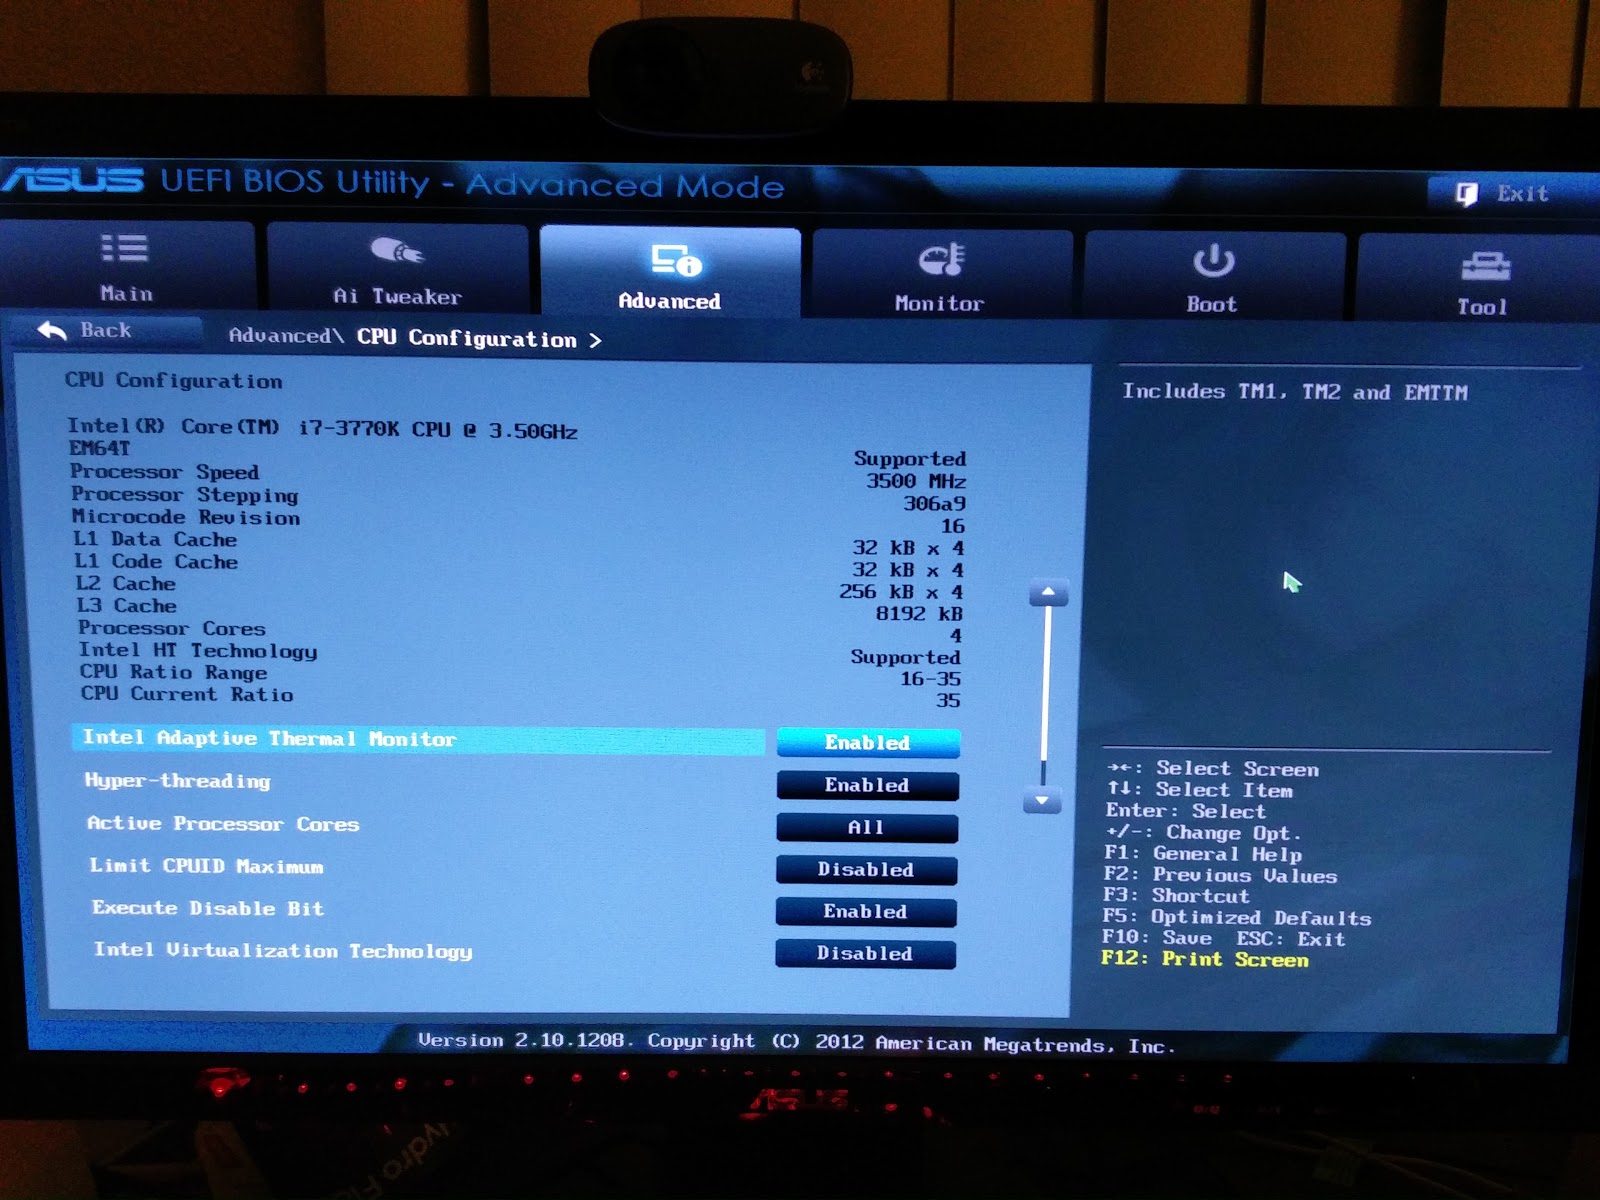 ASUS UEFI BIOS Utility - Advanced Mode
Exit
Main
Ai Tweaker
Advanced
Monitor
Boot
Tool
Back
Advanced\ CPU Configuration >
CPU Configuration
Intel(R) Core(TM) i7-3770K CPU @ 3.50GHz
EM64T Supported
Processor Speed 3500 MHz
Processor Stepping 306a9
Microcode Revision 16
L1 Data Cache 32 kB x 4
L1 Code Cache 32 kB x 4
L2 Cache 256 kB x 4
L3 Cache 8192 kB
Processor Cores 4
Intel HT Technology Supported
CPU Ratio Range 16-35
CPU Current Ratio 35
Intel Adaptive Thermal Monitor Enabled
Hyper-threading Enabled
Active Processor Cores All
Limit CPUID Maximum Disabled
Execute Disable Bit Enabled
Intel Virtualization Technology Disabled
Includes TM1, TM2 and EMTTM
→←: Select Screen
↑↓: Select Item
Enter: Select
+/-: Change Opt.
F1: General Help
F2: Previous Values
F3: Shortcut
F5: Optimized Defaults
F10: Save ESC: Exit
F12: Print Screen
Version 2.10.1208. Copyright (C) 2012 American Megatrends, Inc.
ASUS